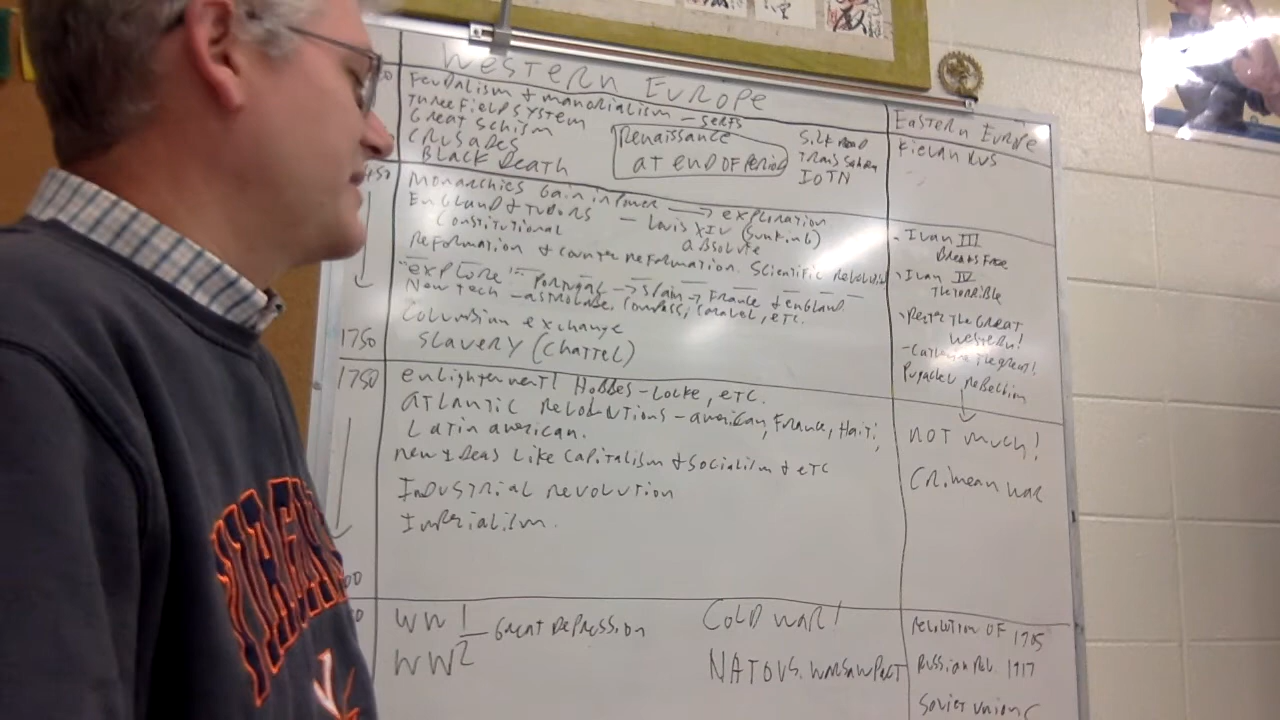 Western Europe
Feudalism & manorialism - serfs
Three Field System
Great Schism
Crusades
Black Death
Renaissance
at end of Period
Silk Road
Trans Sahara
IOTN
450
Monarchies Gain in Power → exploration
England & Tudors - Louis XIV (Sun King)
Constitutional absolute
Reformation & Counter Reformation. Scientific Revolution
"explore" Portugal → Spain → France & England
New Tech - astrolabe, compass, caravel, etc.
Columbian exchange
Slavery (Chattel)
1750
1750
enlightenment! Hobbes - Locke, etc.
Atlantic Revolutions - american, France, Haiti,
Latin american.
new Ideas Like Capitalism & Socialism & etc
Industrial revolution
Imperialism.
00
WW1 - Great Depression
WW2
Cold War!
NATO vs. Warsaw Pact
Eastern Europe
Kievan Rus
- Ivan III
Breaks Free
Ivan IV
The Terrible
Peter The Great
Western!
- Catherine The great!
Pugachev rebellion
NOT much!
Crimean War
revolution of 1905
Russian Rev. 1917
Soviet Union
VIRGINIA